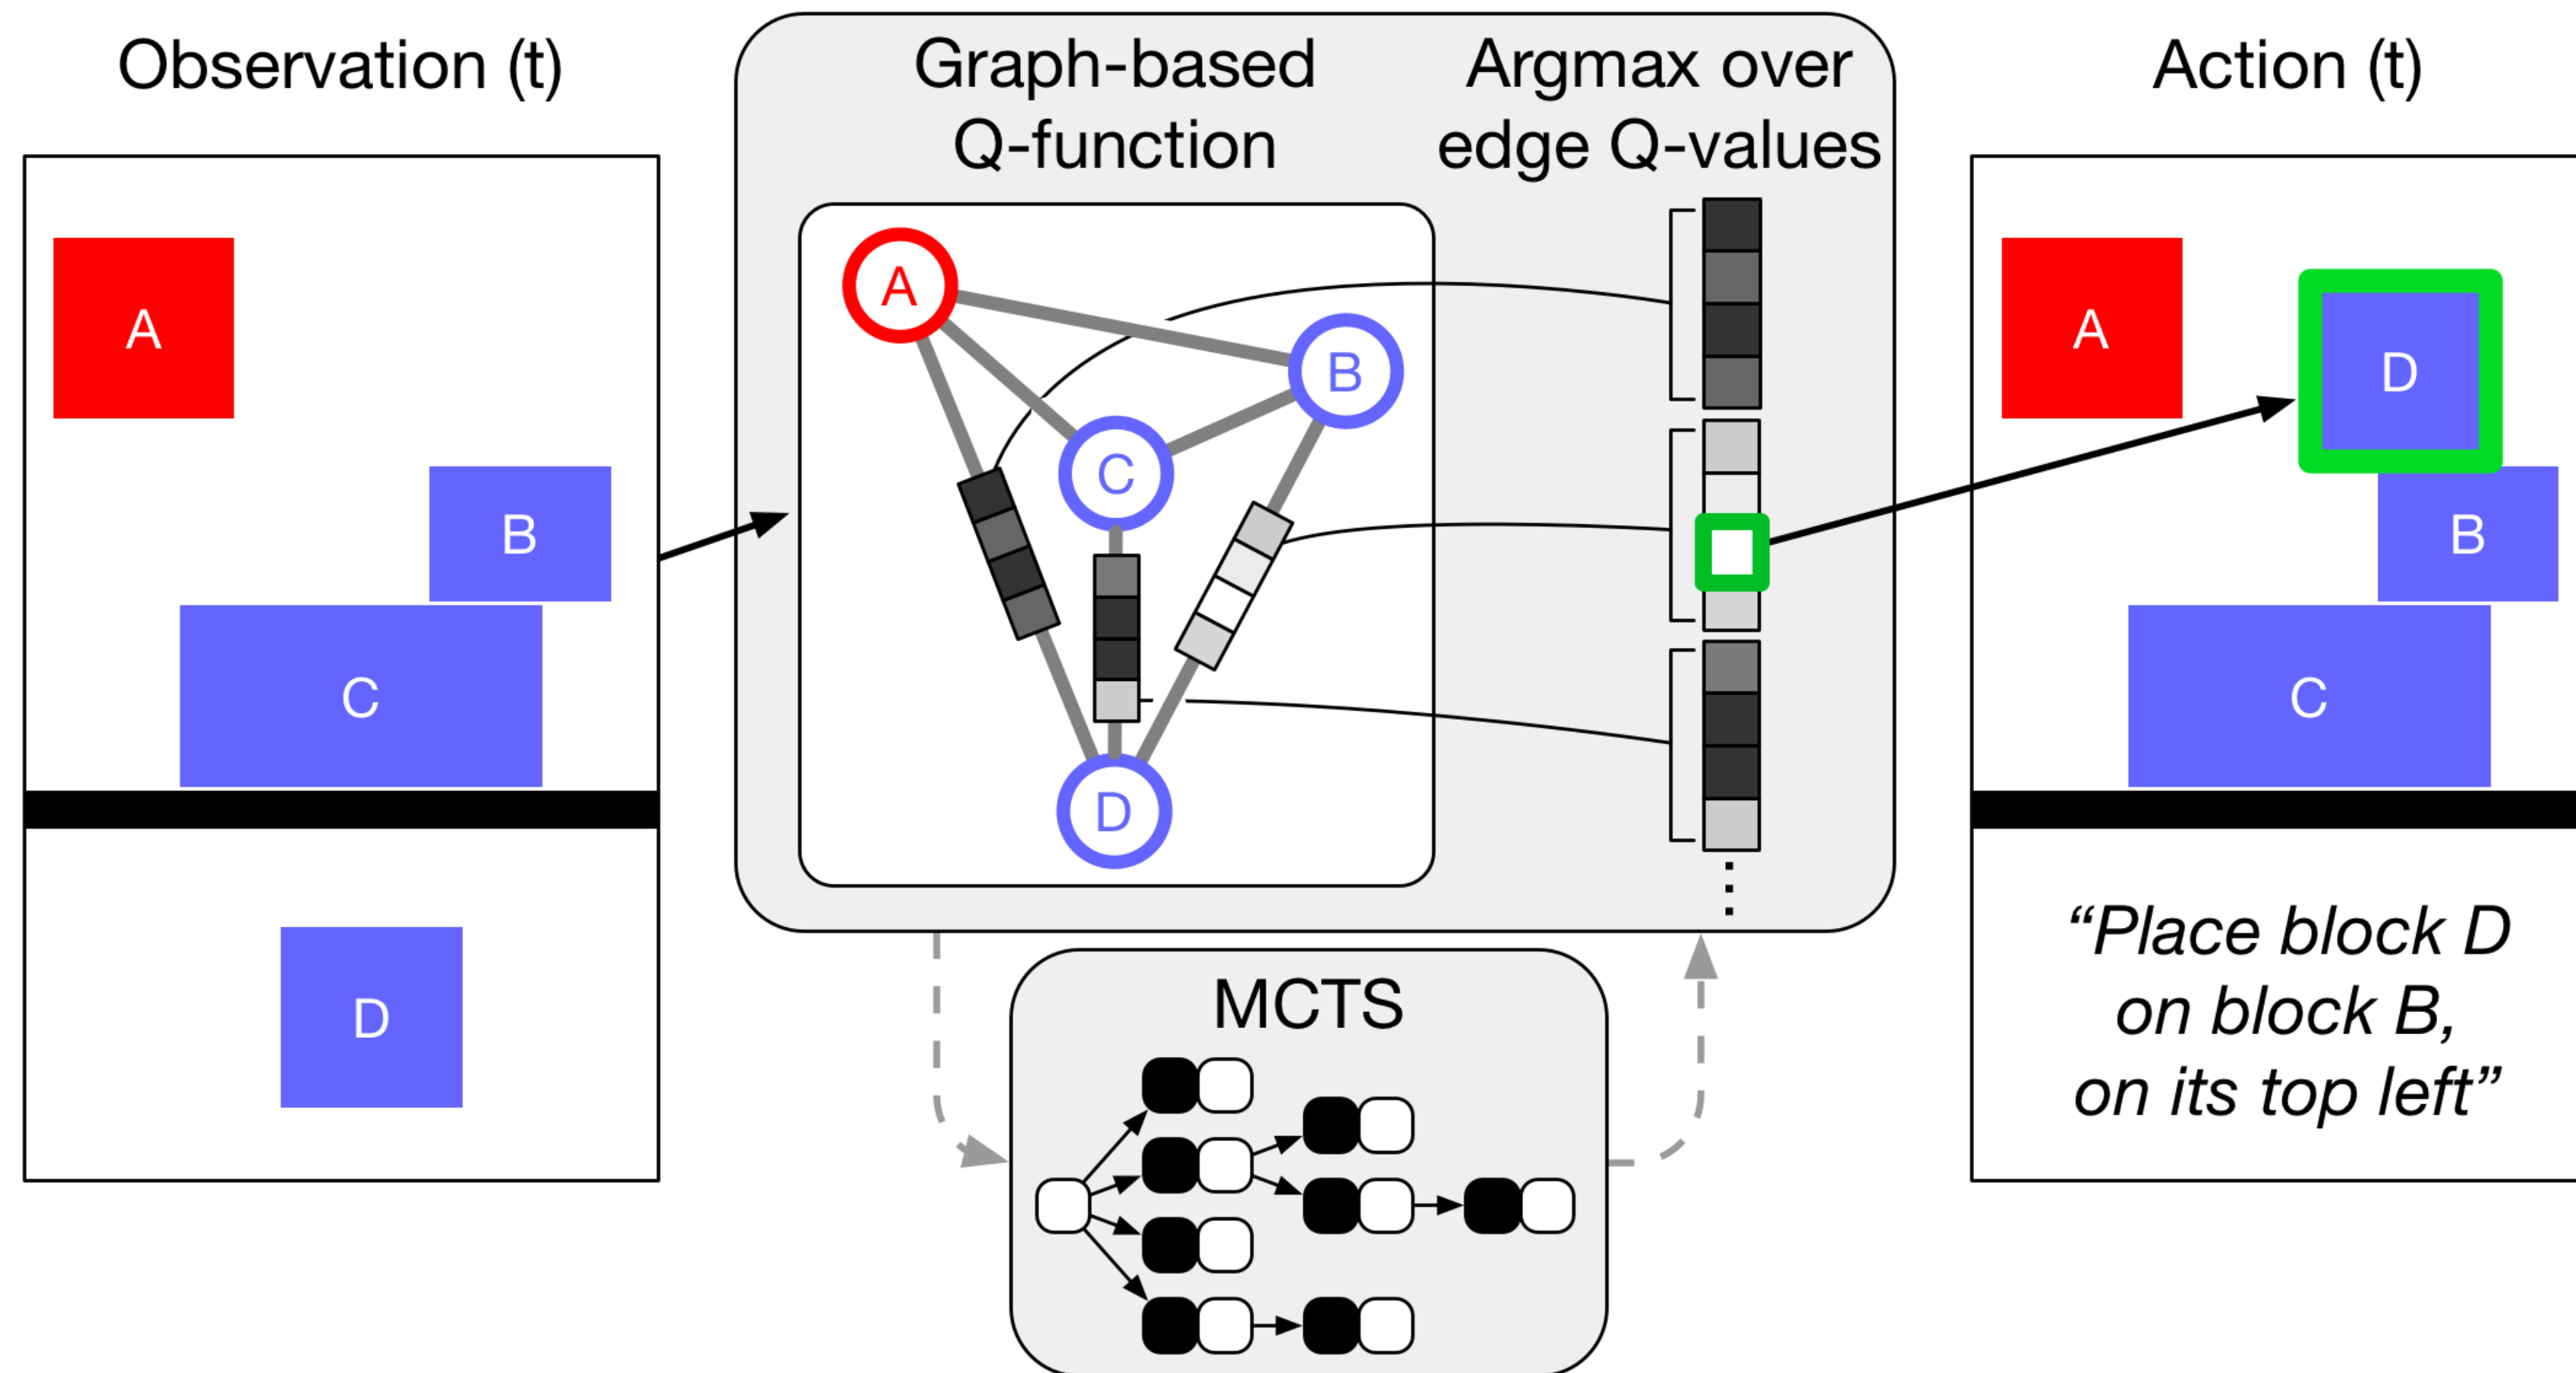 Observation (t)
A
B
C
D
Graph-based
Q-function
A
B
C
D
Argmax over
edge Q-values
MCTS
Action (t)
A
D
B
C
“Place block D
on block B,
on its top left”